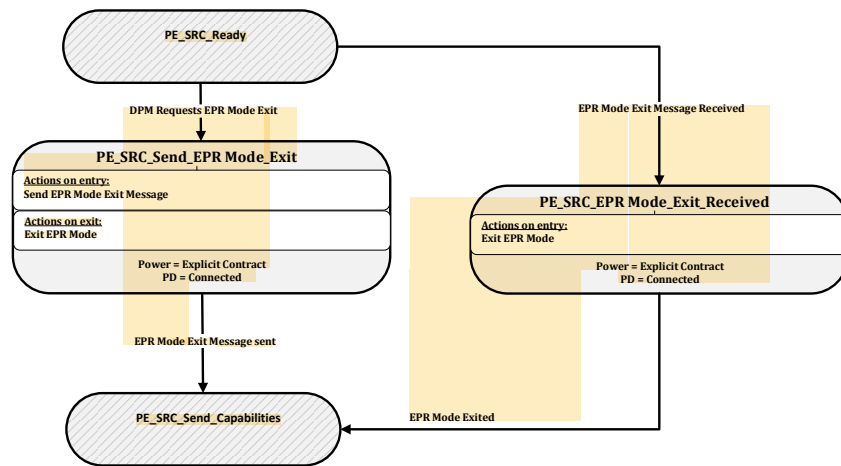 PE_SRC_Ready
DPM Requests EPR Mode Exit
EPR Mode Exit Message Received
PE_SRC_Send_EPR Mode_Exit
Actions on entry:
Send EPR Mode Exit Message
Actions on exit:
Exit EPR Mode
Power = Explicit Contract
PD = Connected
PE_SRC_EPR Mode_Exit_Received
Actions on entry:
Exit EPR Mode
Power = Explicit Contract
PD = Connected
EPR Mode Exit Message sent
EPR Mode Exited
PE_SRC_Send_Capabilities